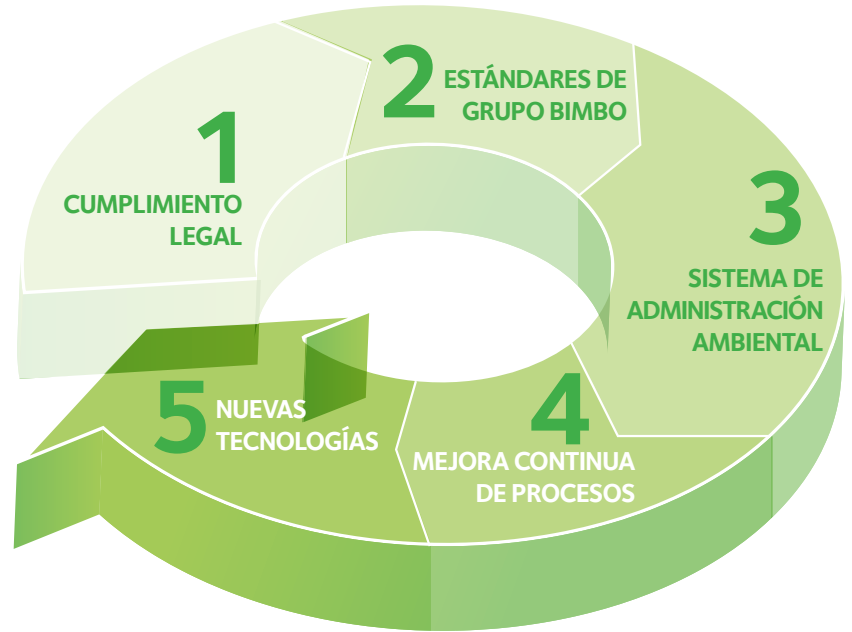 1
CUMPLIMIENTO
LEGAL
2
ESTÁNDARES DE
GRUPO BIMBO
3
SISTEMA DE
ADMINISTRACIÓN
AMBIENTAL
4
MEJORA CONTINUA
DE PROCESOS
5
NUEVAS
TECNOLOGÍAS